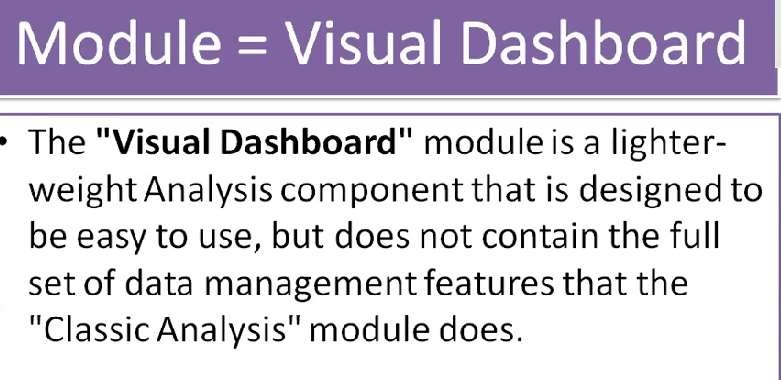 Module = Visual Dashboard
• The "Visual Dashboard" module is a lighter-
weight Analysis component that is designed to
be easy to use, but does not contain the full
set of data management features that the
"Classic Analysis" module does.